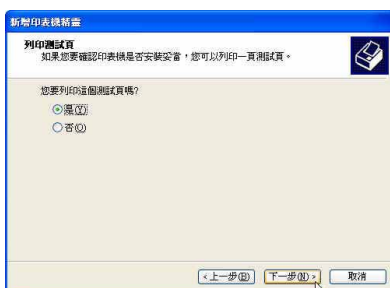 新增印表機精靈
列印測試頁
如果您要確認印表機是否安裝妥當，您可以列印一頁測試頁。
您要列印這個測試頁嗎?
是(Y)
否(O)
<上一步(B)
下一步(N)>
取消